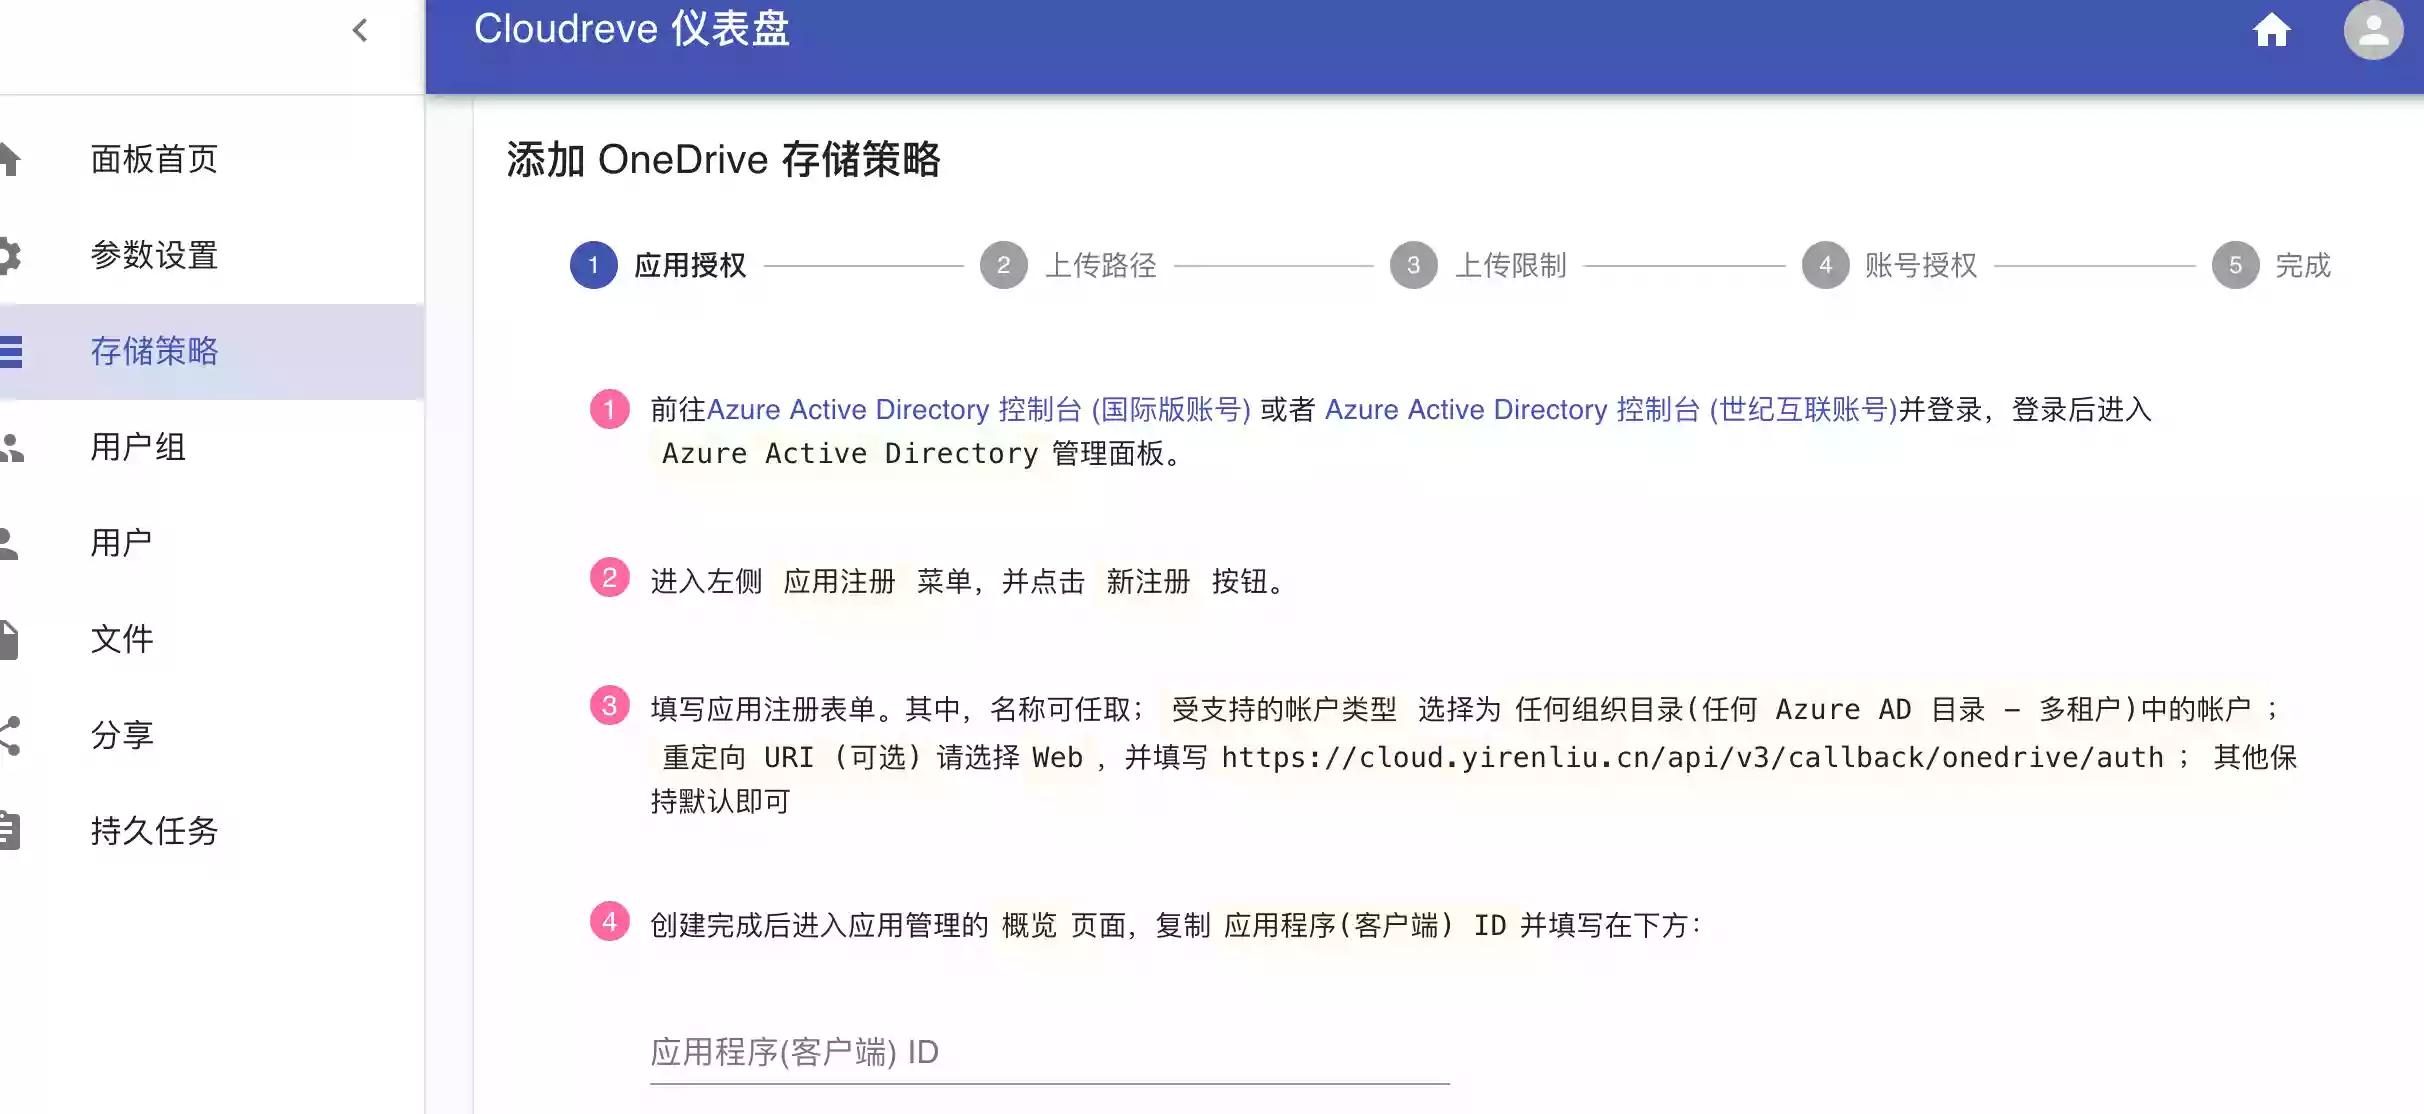 Cloudreve 仪表盘
面板首页
参数设置
存储策略
用户组
用户
文件
分享
持久任务
添加 OneDrive 存储策略
1 应用授权
2 上传路径
3 上传限制
4 账号授权
5 完成
1 前往Azure Active Directory 控制台 (国际版账号) 或者 Azure Active Directory 控制台 (世纪互联账号)并登录，登录后进入
Azure Active Directory 管理面板。
2 进入左侧 应用注册 菜单，并点击 新注册 按钮。
3 填写应用注册表单。其中，名称可任取； 受支持的帐户类型 选择为 任何组织目录(任何 Azure AD 目录 – 多租户)中的帐户；
重定向 URI (可选) 请选择 Web ，并填写 https://cloud.yirenliu.cn/api/v3/callback/onedrive/auth ； 其他保
持默认即可
4 创建完成后进入应用管理的 概览 页面，复制 应用程序(客户端) ID 并填写在下方：
应用程序(客户端) ID